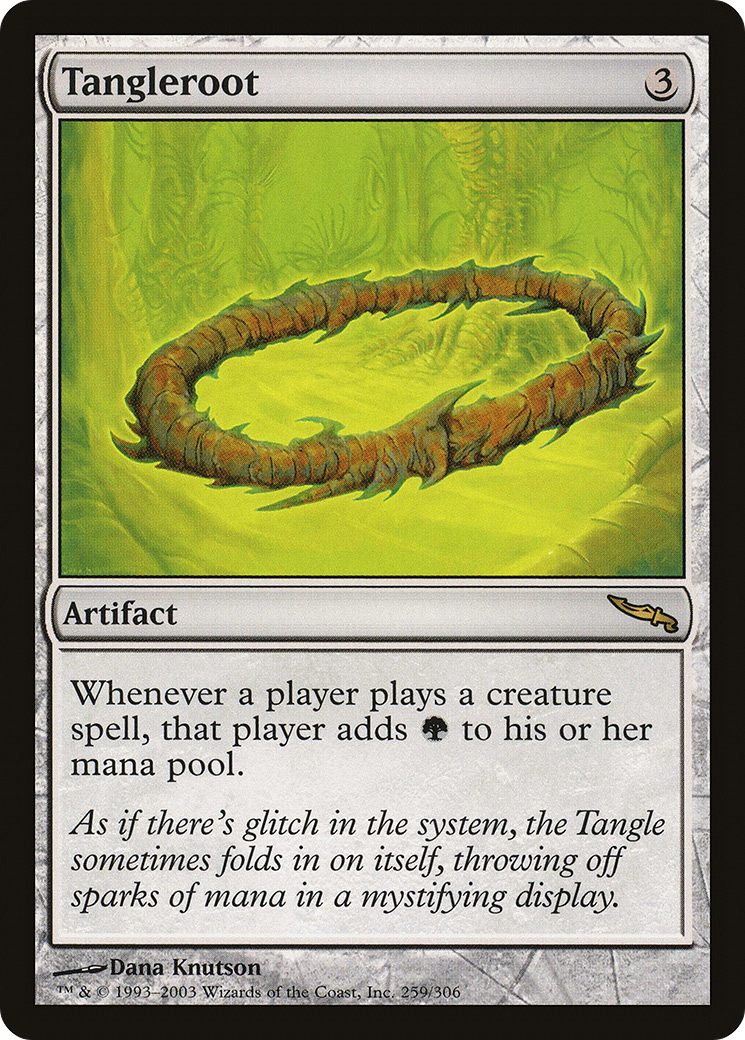 Tangleroot 3
Artifact
Whenever a player plays a creature
spell, that player adds to his or her
mana pool.
As if there's glitch in the system, the Tangle
sometimes folds in on itself, throwing off
sparks of mana in a mystifying display.
Dana Knutson
™ & © 1993–2003 Wizards of the Coast, Inc. 259/306